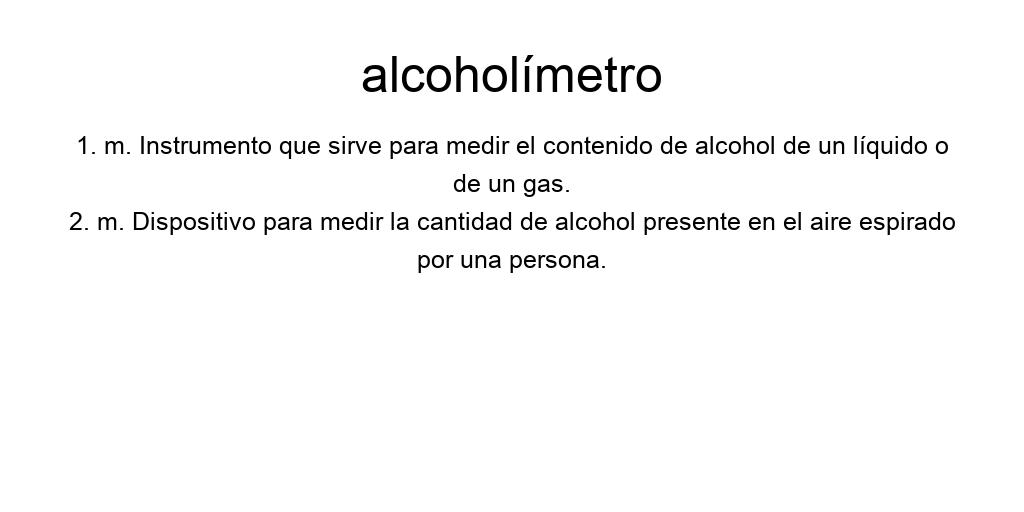 alcoholímetro
1. m. Instrumento que sirve para medir el contenido de alcohol de un líquido o
de un gas.
2. m. Dispositivo para medir la cantidad de alcohol presente en el aire espirado
por una persona.